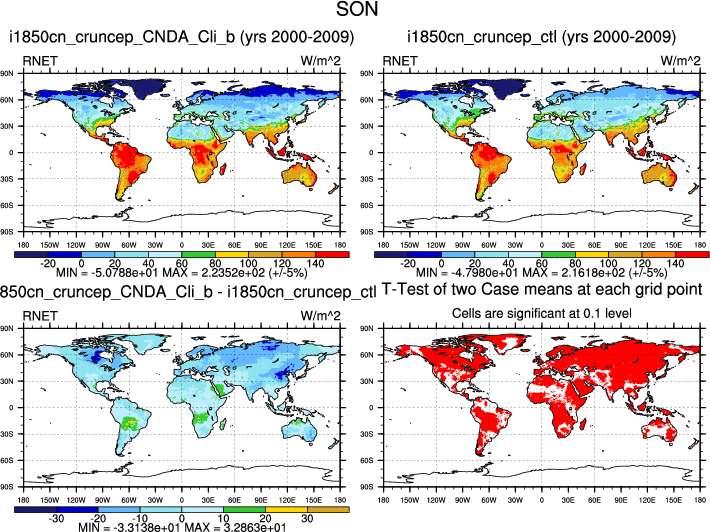 SON
i1850cn_cruncep_CNDA_Cli_b (yrs 2000-2009)
RNET W/m^2
90N
60N
30N
0
30S
60S
90S
180 150W 120W 90W 60W 30W 0 30E 60E 90E 120E 150E 180
-20 0 20 40 60 80 100 120 140
MIN = -5.0788e+01 MAX = 2.2352e+02 (+/-5%)
i1850cn_cruncep_ctl (yrs 2000-2009)
RNET W/m^2
90N
60N
30N
0
30S
60S
90S
180 150W 120W 90W 60W 30W 0 30E 60E 90E 120E 150E 180
-20 0 20 40 60 80 100 120 140
MIN = -4.7980e+01 MAX = 2.1618e+02 (+/-5%)
850cn_cruncep_CNDA_Cli_b - i1850cn_cruncep_ctl
RNET W/m^2
90N
60N
30N
0
30S
60S
90S
180 150W 120W 90W 60W 30W 0 30E 60E 90E 120E 150E 180
-30 -20 -10 0 10 20 30
MIN = -3.3138e+01 MAX = 3.2863e+01
T-Test of two Case means at each grid point
Cells are significant at 0.1 level
90N
60N
30N
0
30S
60S
90S
180 150W 120W 90W 60W 30W 0 30E 60E 90E 120E 150E 180